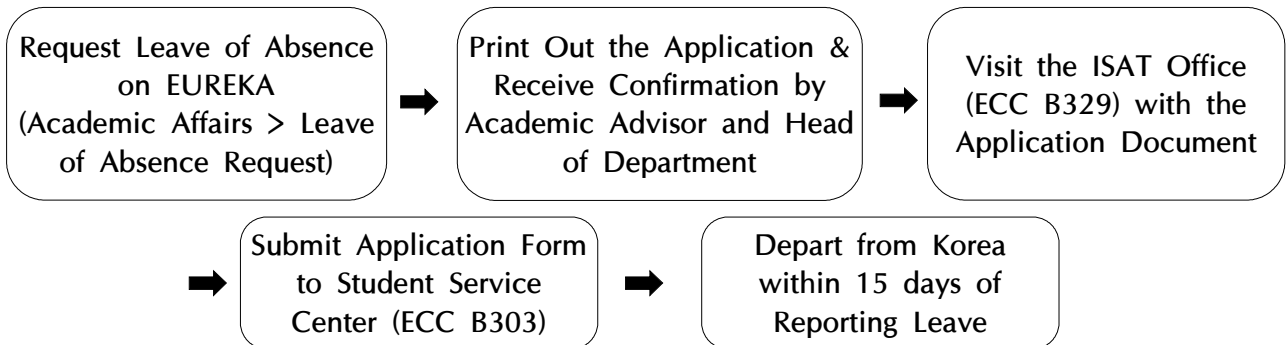 Request Leave of Absence
on EUREKA
(Academic Affairs > Leave
of Absence Request)
Print Out the Application &
Receive Confirmation by
Academic Advisor and Head
of Department
Visit the ISAT Office
(ECC B329) with the
Application Document
Submit Application Form
to Student Service
Center (ECC B303)
Depart from Korea
within 15 days of
Reporting Leave